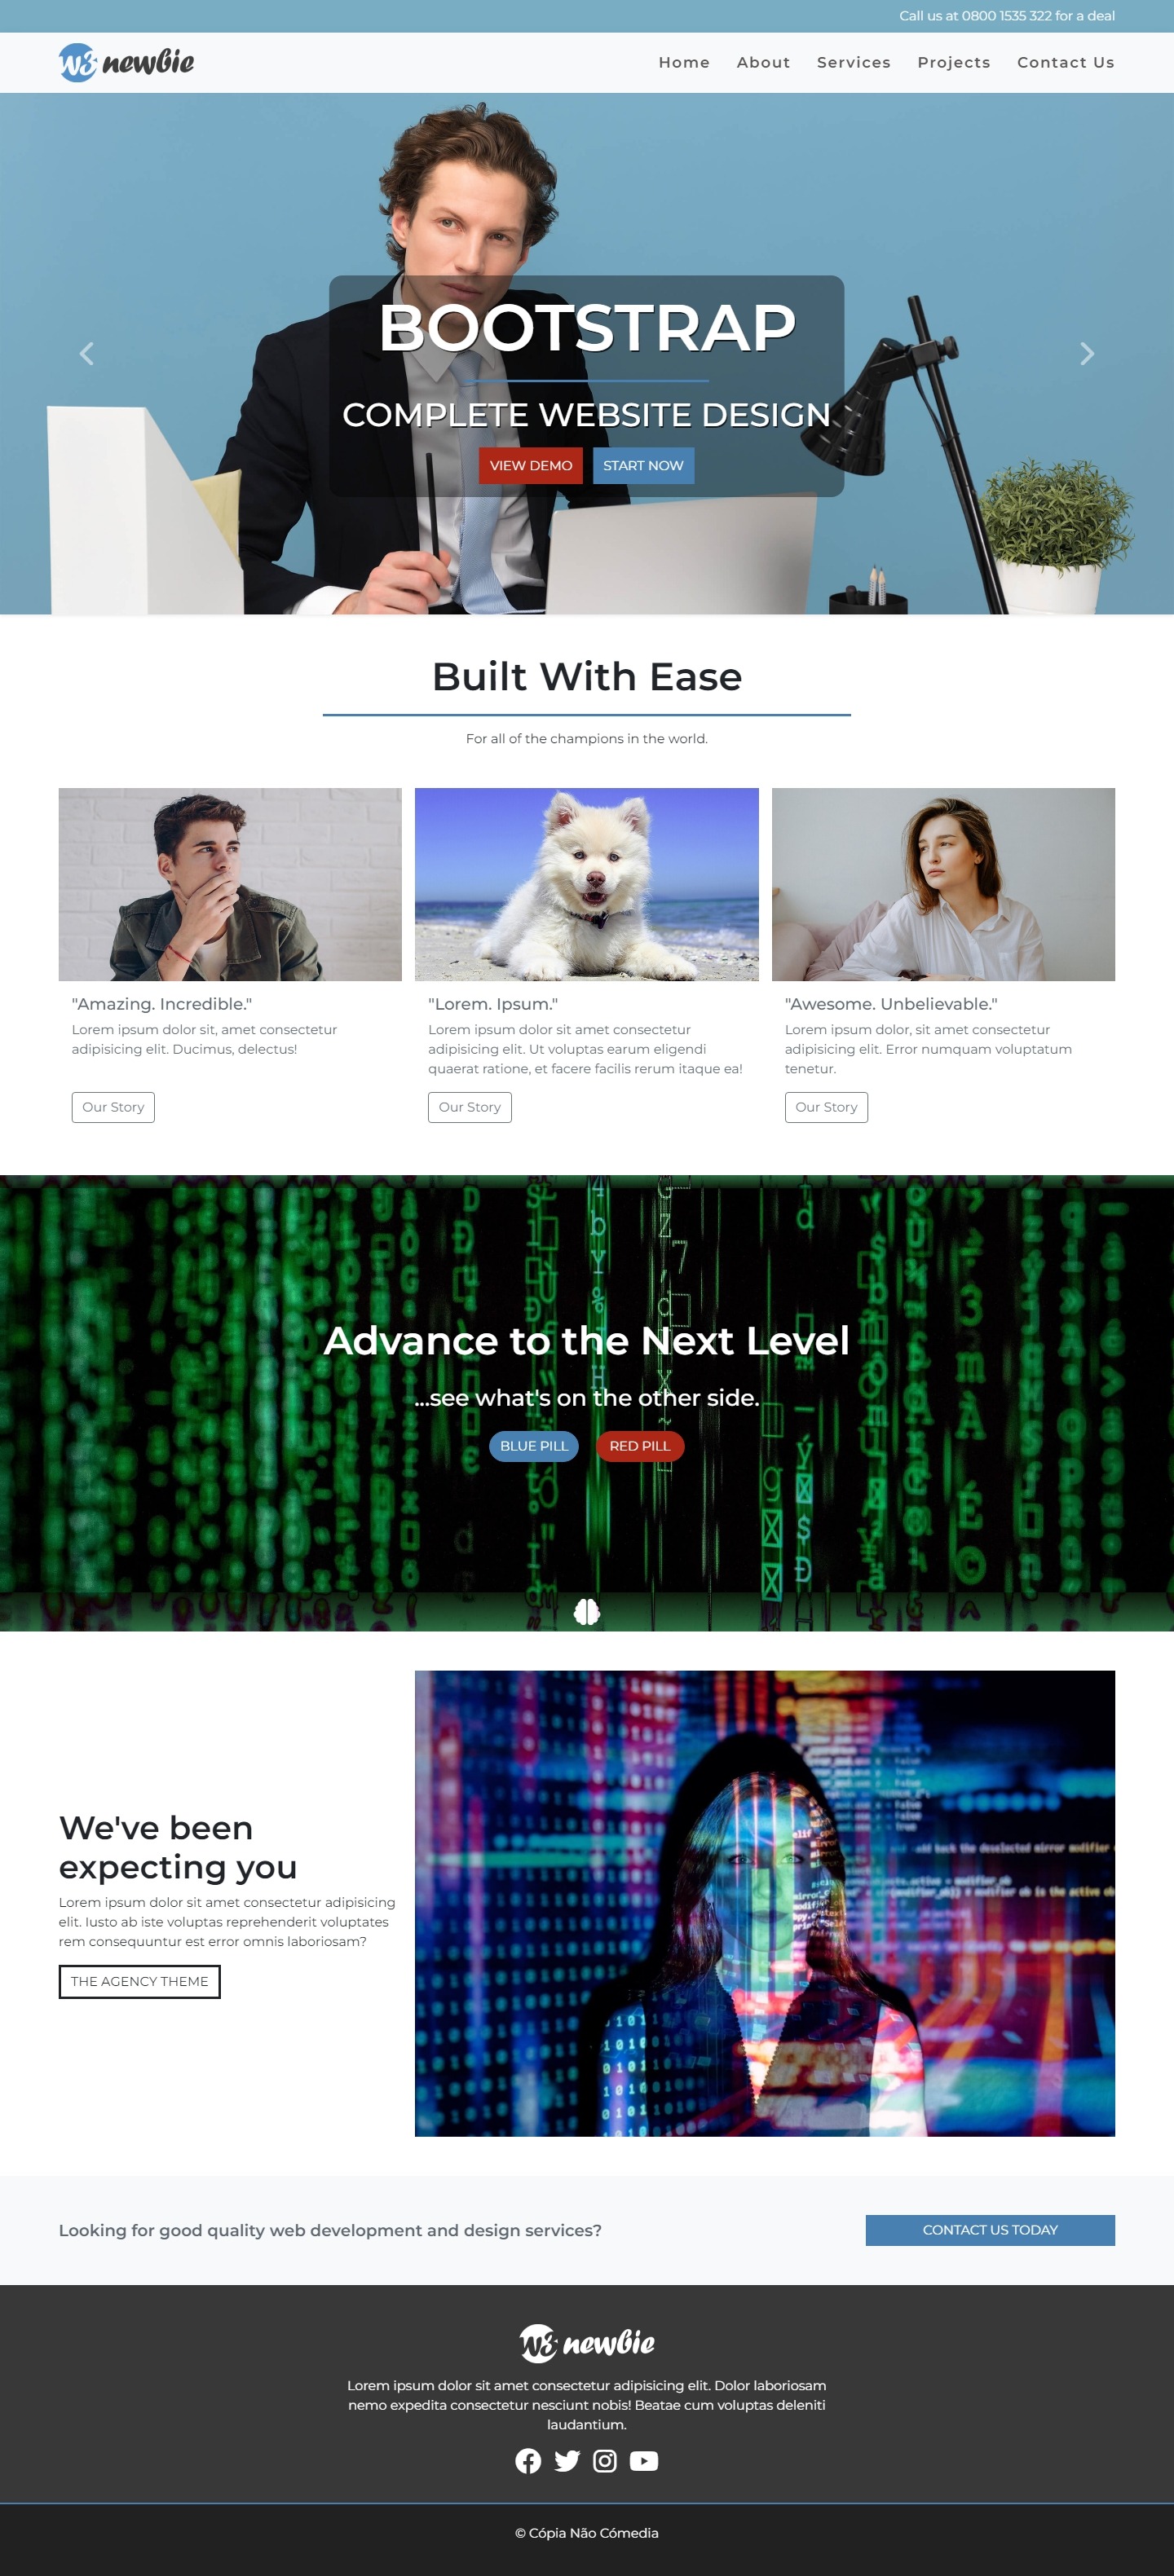 Call us at 0800 1535 322 for a deal
W3 newbie
Home About Services Projects Contact Us
BOOTSTRAP
COMPLETE WEBSITE DESIGN
VIEW DEMO START NOW
Built With Ease
For all of the champions in the world.
"Amazing. Incredible."
Lorem ipsum dolor sit, amet consectetur
adipisicing elit. Ducimus, delectus!
Our Story
"Lorem. Ipsum."
Lorem ipsum dolor sit amet consectetur
adipisicing elit. Ut voluptas earum eligendi
quaerat ratione, et facere facilis rerum itaque ea!
Our Story
"Awesome. Unbelievable."
Lorem ipsum dolor, sit amet consectetur
adipisicing elit. Error numquam voluptatum
tenetur.
Our Story
Advance to the Next Level
...see what's on the other side.
BLUE PILL RED PILL
We've been
expecting you
Lorem ipsum dolor sit amet consectetur adipisicing
elit. Iusto ab iste voluptas reprehenderit voluptates
rem consequuntur est error omnis laboriosam?
THE AGENCY THEME
Looking for good quality web development and design services?
CONTACT US TODAY
W3 newbie
Lorem ipsum dolor sit amet consectetur adipisicing elit. Dolor laboriosam
nemo expedita consectetur nesciunt nobis! Beatae cum voluptas deleniti
laudantium.
© Cópia Não Cómedia